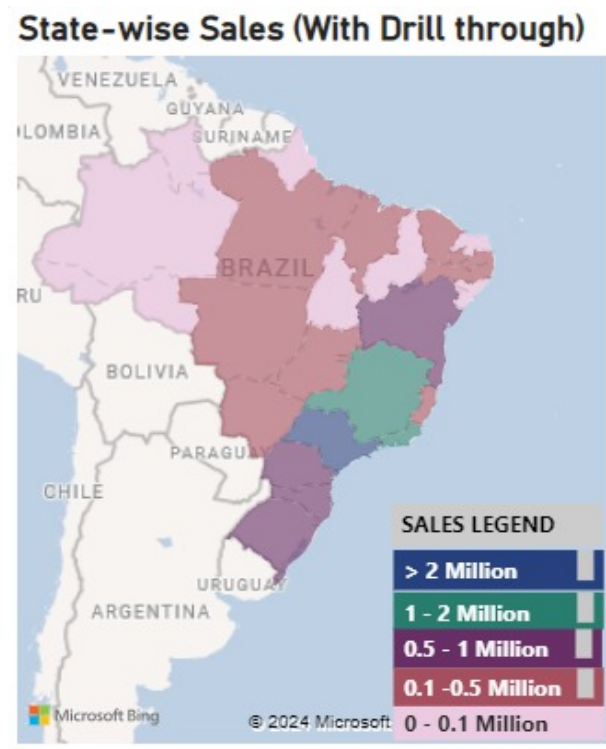 State-wise Sales (With Drill through)
VENEZUELA
GUYANA
LOMBIA
SURINAME
BRAZIL
RU
BOLIVIA
PARAGUAY
CHILE
SALES LEGEND
> 2 Million
URUGUAY
1 - 2 Million
ARGENTINA
0.5 - 1 Million
0.1 -0.5 Million
Microsoft Bing
© 2024 Microsoft
0 - 0.1 Million